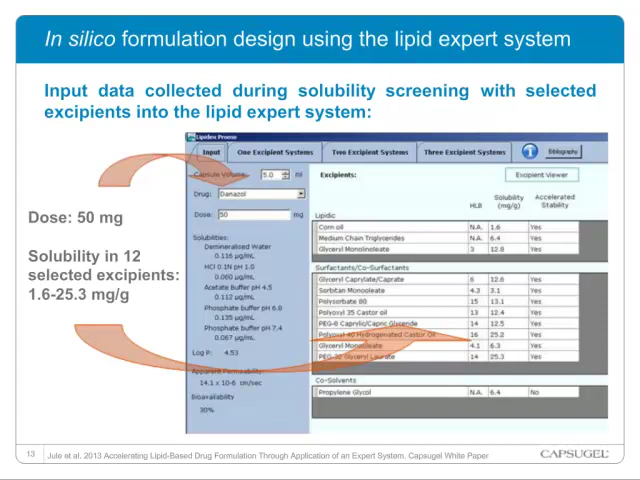 In silico formulation design using the lipid expert system
Input data collected during solubility screening with selected
excipients into the lipid expert system:
Lipidex Promo
Input One Excipient Systems Two Excipient Systems Three Excipient Systems Bibliography
Capsule Volume: 5.0 ml
Drug: Danazol
Dose: 50 mg
Solubilities:
Demineralised Water
0.116 µg/mL
HCl 0.1N pH 1.0
0.060 µg/mL
Acetate Buffer pH 4.5
0.112 µg/mL
Phosphate buffer pH 6.8
0.135 µg/mL
Phosphate buffer pH 7.4
0.067 µg/mL
Log P: 4.53
Apparent Permeability
14.1 x 10-6 cm/sec
Bioavailability
30%
Excipients: Excipient Viewer
HLB Solubility (mg/g) Accelerated Stability
Lipidic
Corn oil N.A. 1.6 Yes
Medium Chain Triglycerides N.A. 6.4 Yes
Glyceryl Monolinoleate 3 12.8 Yes
Surfactants/Co-Surfactants
Glyceryl Caprylate/Caprate 6 12.6 Yes
Sorbitan Monooleate 4.3 3.1 Yes
Polysorbate 80 15 13.1 Yes
Polyoxyl 35 Castor oil 13 12.4 Yes
PEG-8 Caprylic/Capric Glyceride 14 12.5 Yes
Polyoxyl 40 Hydrogenated Castor Oil 16 25.2 Yes
Glyceryl Monooleate 4.1 6.3 Yes
PEG-32 Glyceryl Laurate 14 25.3 Yes
Co-Solvents
Propylene Glycol N.A. 6.4 No
Dose: 50 mg
Solubility in 12
selected excipients:
1.6-25.3 mg/g
13 Jule et al. 2013 Accelerating Lipid-Based Drug Formulation Through Application of an Expert System. Capsugel White Paper
CAPSUGEL